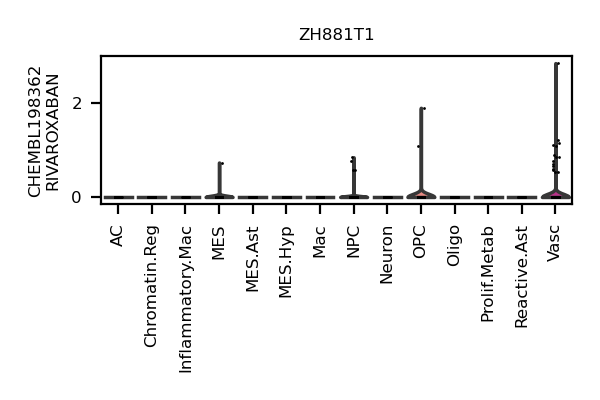 ZH881T1
CHEMBL198362
RIVAROXABAN
2
0
AC
Chromatin.Reg
Inflammatory.Mac
MES
MES.Ast
MES.Hyp
Mac
NPC
Neuron
OPC
Oligo
Prolif.Metab
Reactive.Ast
Vasc